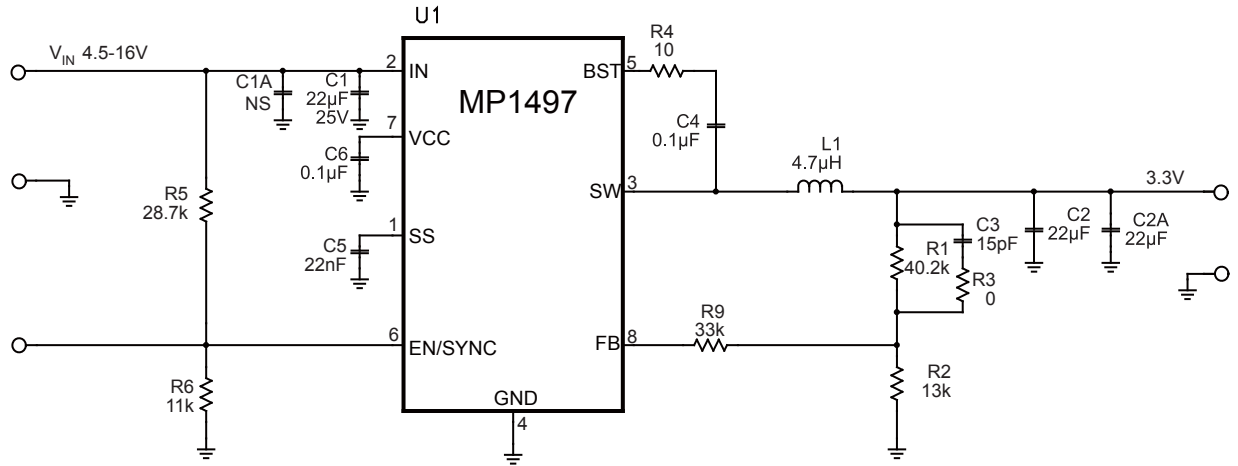 U1
V_IN 4.5-16V
2
IN
C1A
NS
C1
22µF
25V
7
VCC
C6
0.1µF
R5
28.7k
1
SS
C5
22nF
6
EN/SYNC
R6
11k
MP1497
GND
4
BST
5
R4
10
C4
0.1µF
SW
3
L1
4.7µH
3.3V
C3
15pF
R1
40.2k
R3
0
C2
22µF
C2A
22µF
FB
8
R9
33k
R2
13k